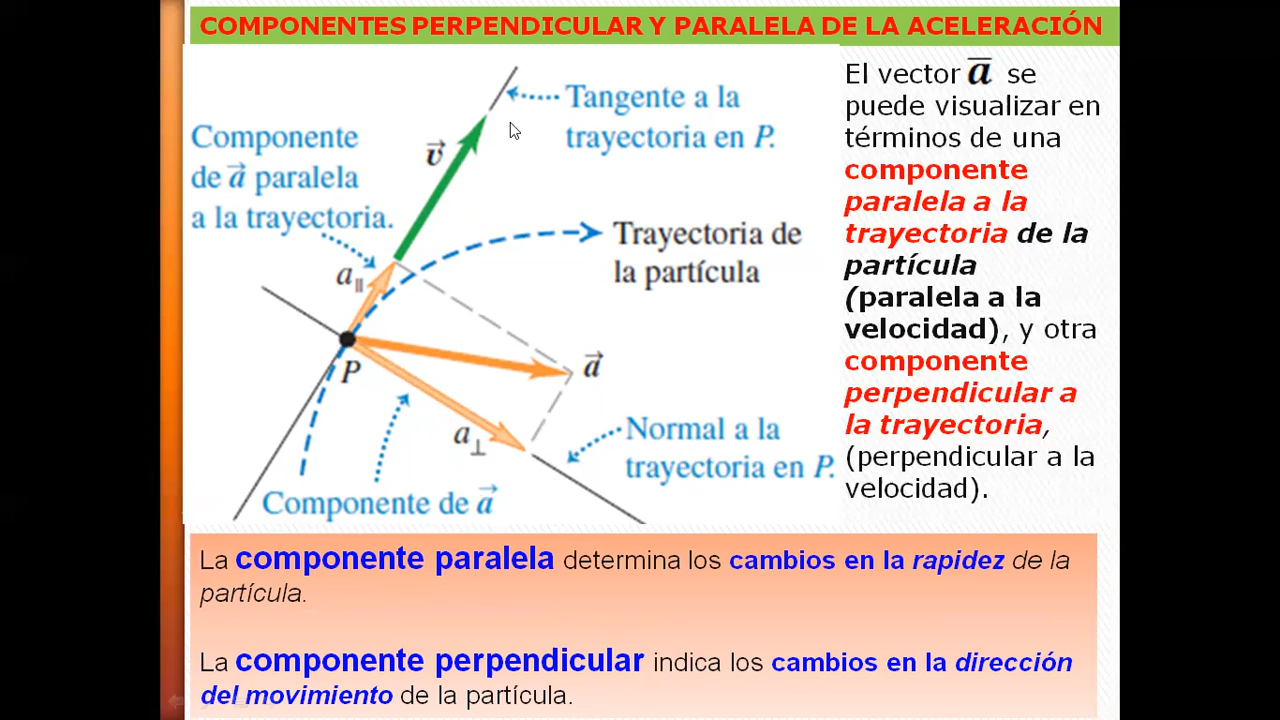 COMPONENTES PERPENDICULAR Y PARALELA DE LA ACELERACIÓN
Tangente a la
trayectoria en P.
Componente
de a⃗ paralela
a la trayectoria.
v⃗
Trayectoria de
la partícula
a||
P
a⃗
a⊥
Normal a la
trayectoria en P.
Componente de a⃗
El vector a̅ se
puede visualizar en
términos de una
componente
paralela a la
trayectoria de la
partícula
(paralela a la
velocidad), y otra
componente
perpendicular a
la trayectoria,
(perpendicular a la
velocidad).
La componente paralela determina los cambios en la rapidez de la
partícula.
La componente perpendicular indica los cambios en la dirección
del movimiento de la partícula.